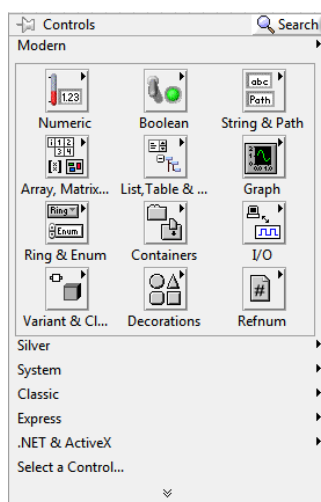 Controls
Search
Modern
1.23
abc
Path
Numeric
Boolean
String & Path
Array, Matrix...
List, Table & ...
Graph
Ring
Enum
Ring & Enum
Containers
I/O
#
Variant & Cl...
Decorations
Refnum
Silver
System
Classic
Express
.NET & ActiveX
Select a Control...